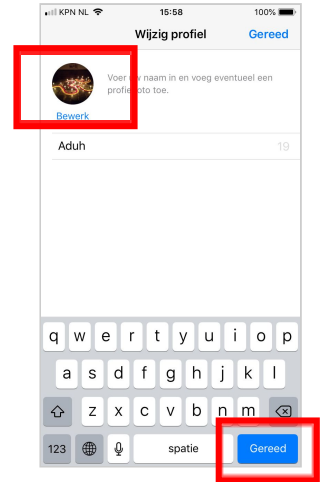 KPN NL 15:58 100%
Wijzig profiel Gereed
Voer uw naam in en voeg eventueel een
profielfoto toe.
Bewerk
Aduh 19
q w e r t y u i o p
a s d f g h j k l
z x c v b n m
123 spatie Gereed